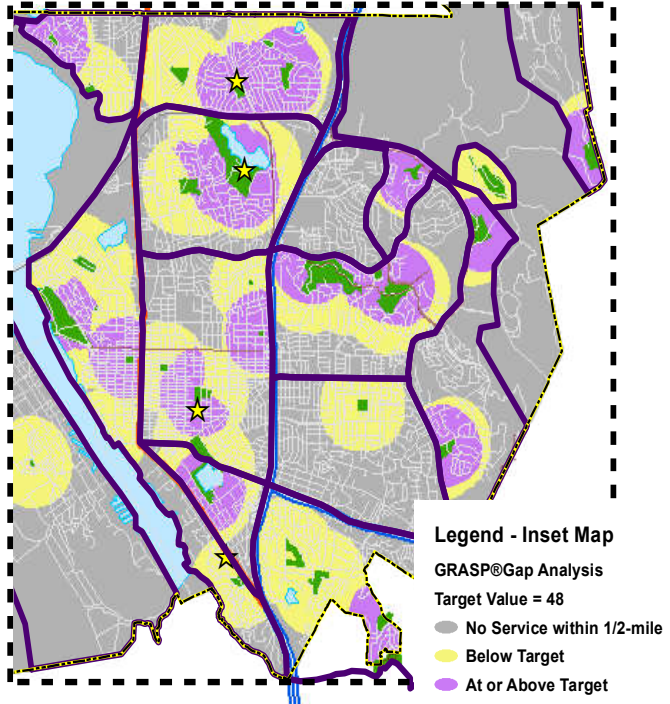 Legend - Inset Map
GRASP®Gap Analysis
Target Value = 48
No Service within 1/2-mile
Below Target
At or Above Target